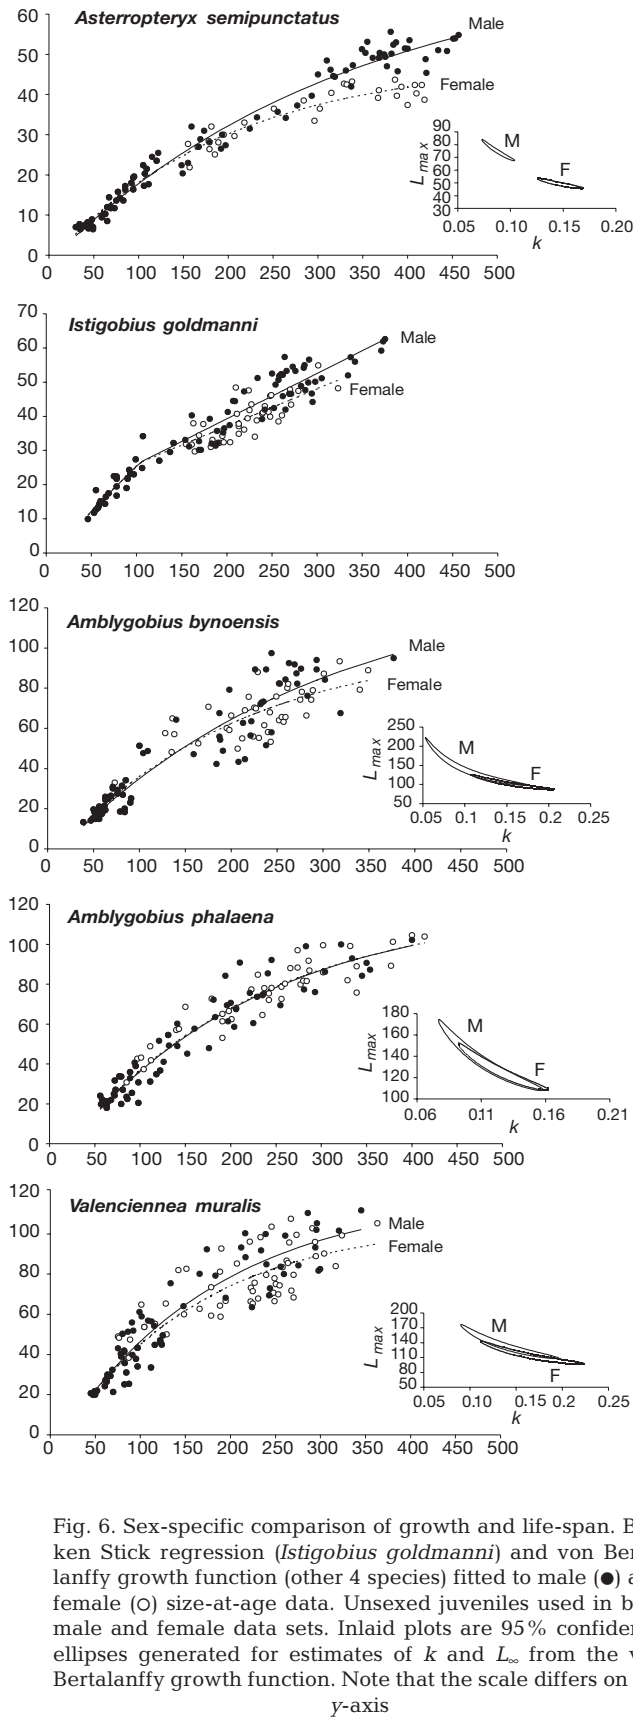 60
Asterropteryx semipunctatus
Male
50
Female
40
30
20
10
0
0 50 100 150 200 250 300 350 400 450 500
90
80
70
60
50
40
30
L max
M
F
0.05 0.10 0.15 0.20
k
70
Istigobius goldmanni
Male
60
Female
50
40
30
20
10
0
0 50 100 150 200 250 300 350 400 450 500
120
Amblygobius bynoensis
Male
100
Female
80
60
40
20
0
0 50 100 150 200 250 300 350 400 450 500
250
200
150
100
50
L max
M
F
0.05 0.1 0.15 0.2 0.25
k
120
Amblygobius phalaena
100
80
60
40
20
0
0 50 100 150 200 250 300 350 400 450 500
180
160
140
120
100
L max
M
F
0.06 0.11 0.16 0.21
k
120
Valenciennea muralis
Male
100
Female
80
60
40
20
0
0 50 100 150 200 250 300 350 400 450 500
200
170
140
110
80
50
L max
M
F
0.05 0.10 0.15 0.2 0.25
k
Fig. 6. Sex-specific comparison of growth and life-span. B
ken Stick regression (Istigobius goldmanni) and von Ber
lanffy growth function (other 4 species) fitted to male (●) a
female (○) size-at-age data. Unsexed juveniles used in b
male and female data sets. Inlaid plots are 95% confider
ellipses generated for estimates of k and L∞ from the v
Bertalanffy growth function. Note that the scale differs on
y-axis